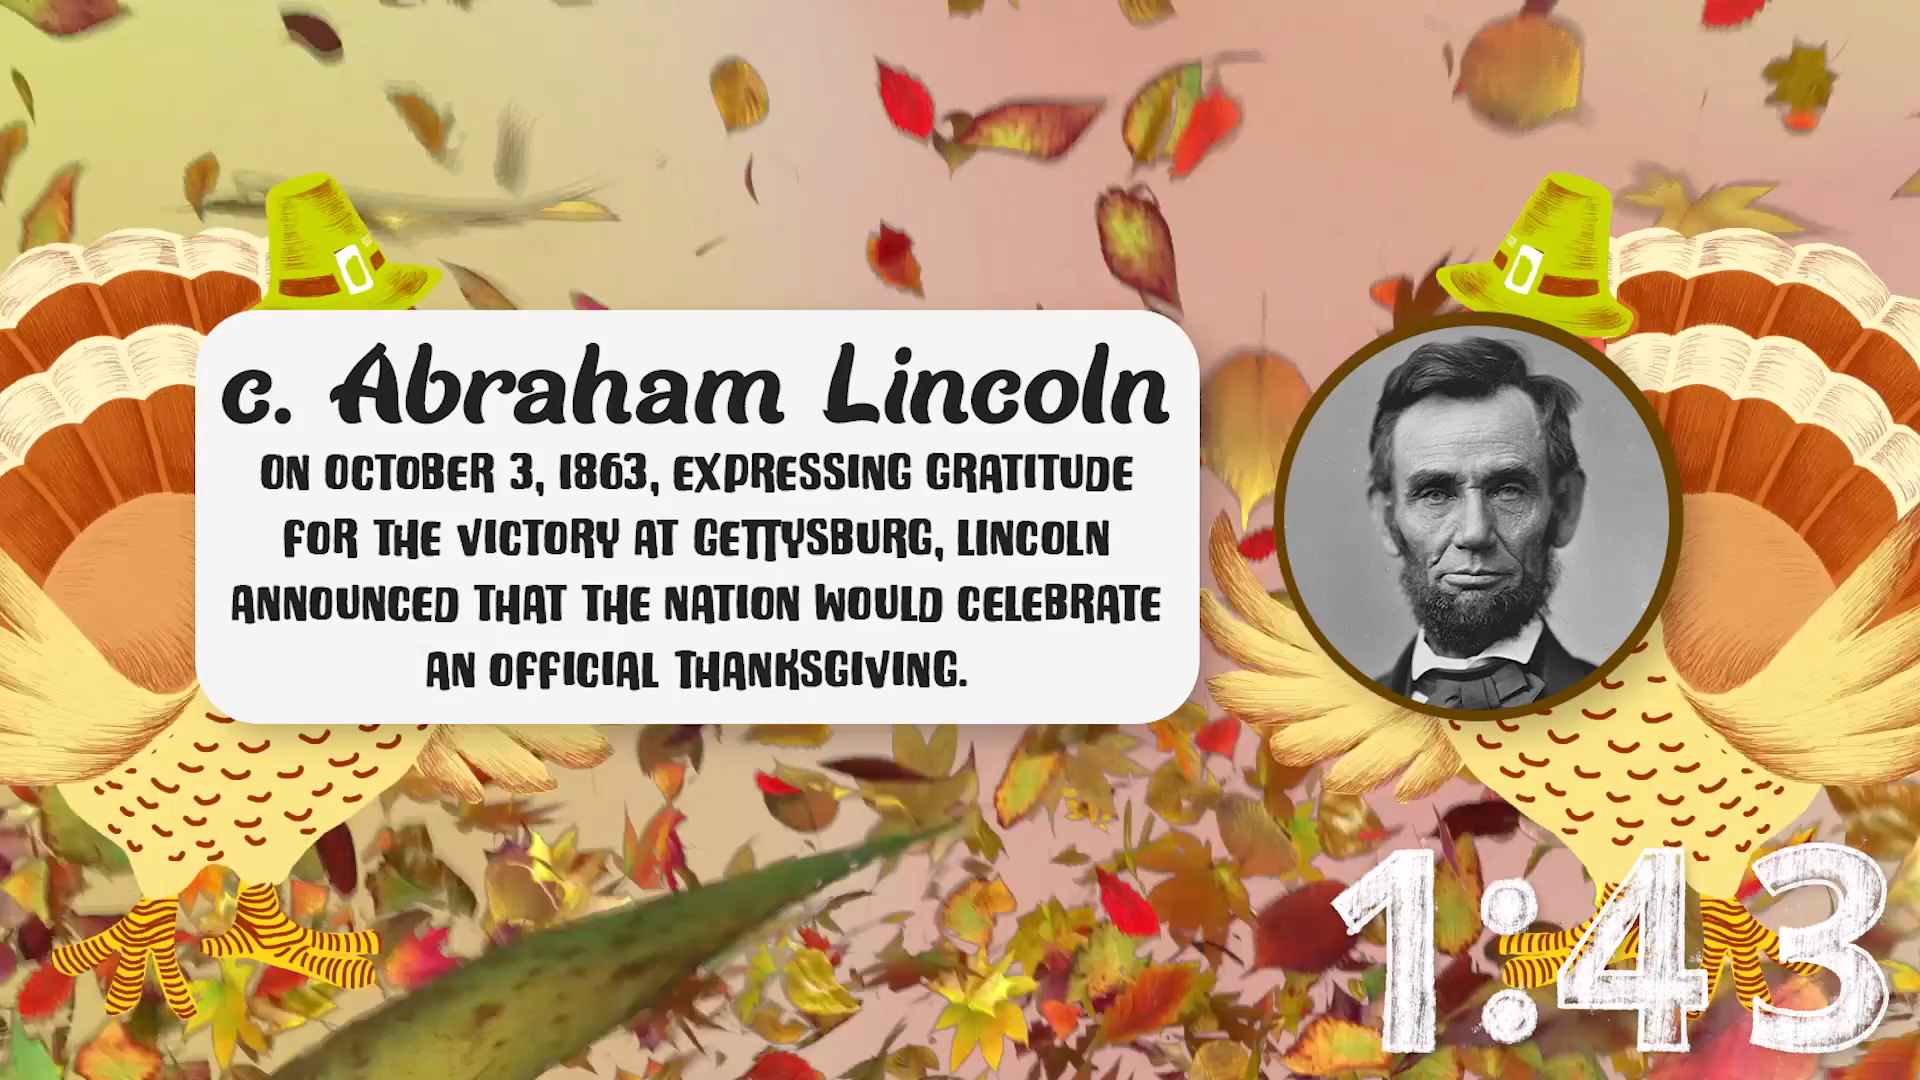 c. Abraham Lincoln
ON OCTOBER 3, 1863, EXPRESSING GRATITUDE
FOR THE VICTORY AT GETTYSBURG, LINCOLN
ANNOUNCED THAT THE NATION WOULD CELEBRATE
AN OFFICIAL THANKSGIVING.
1:43